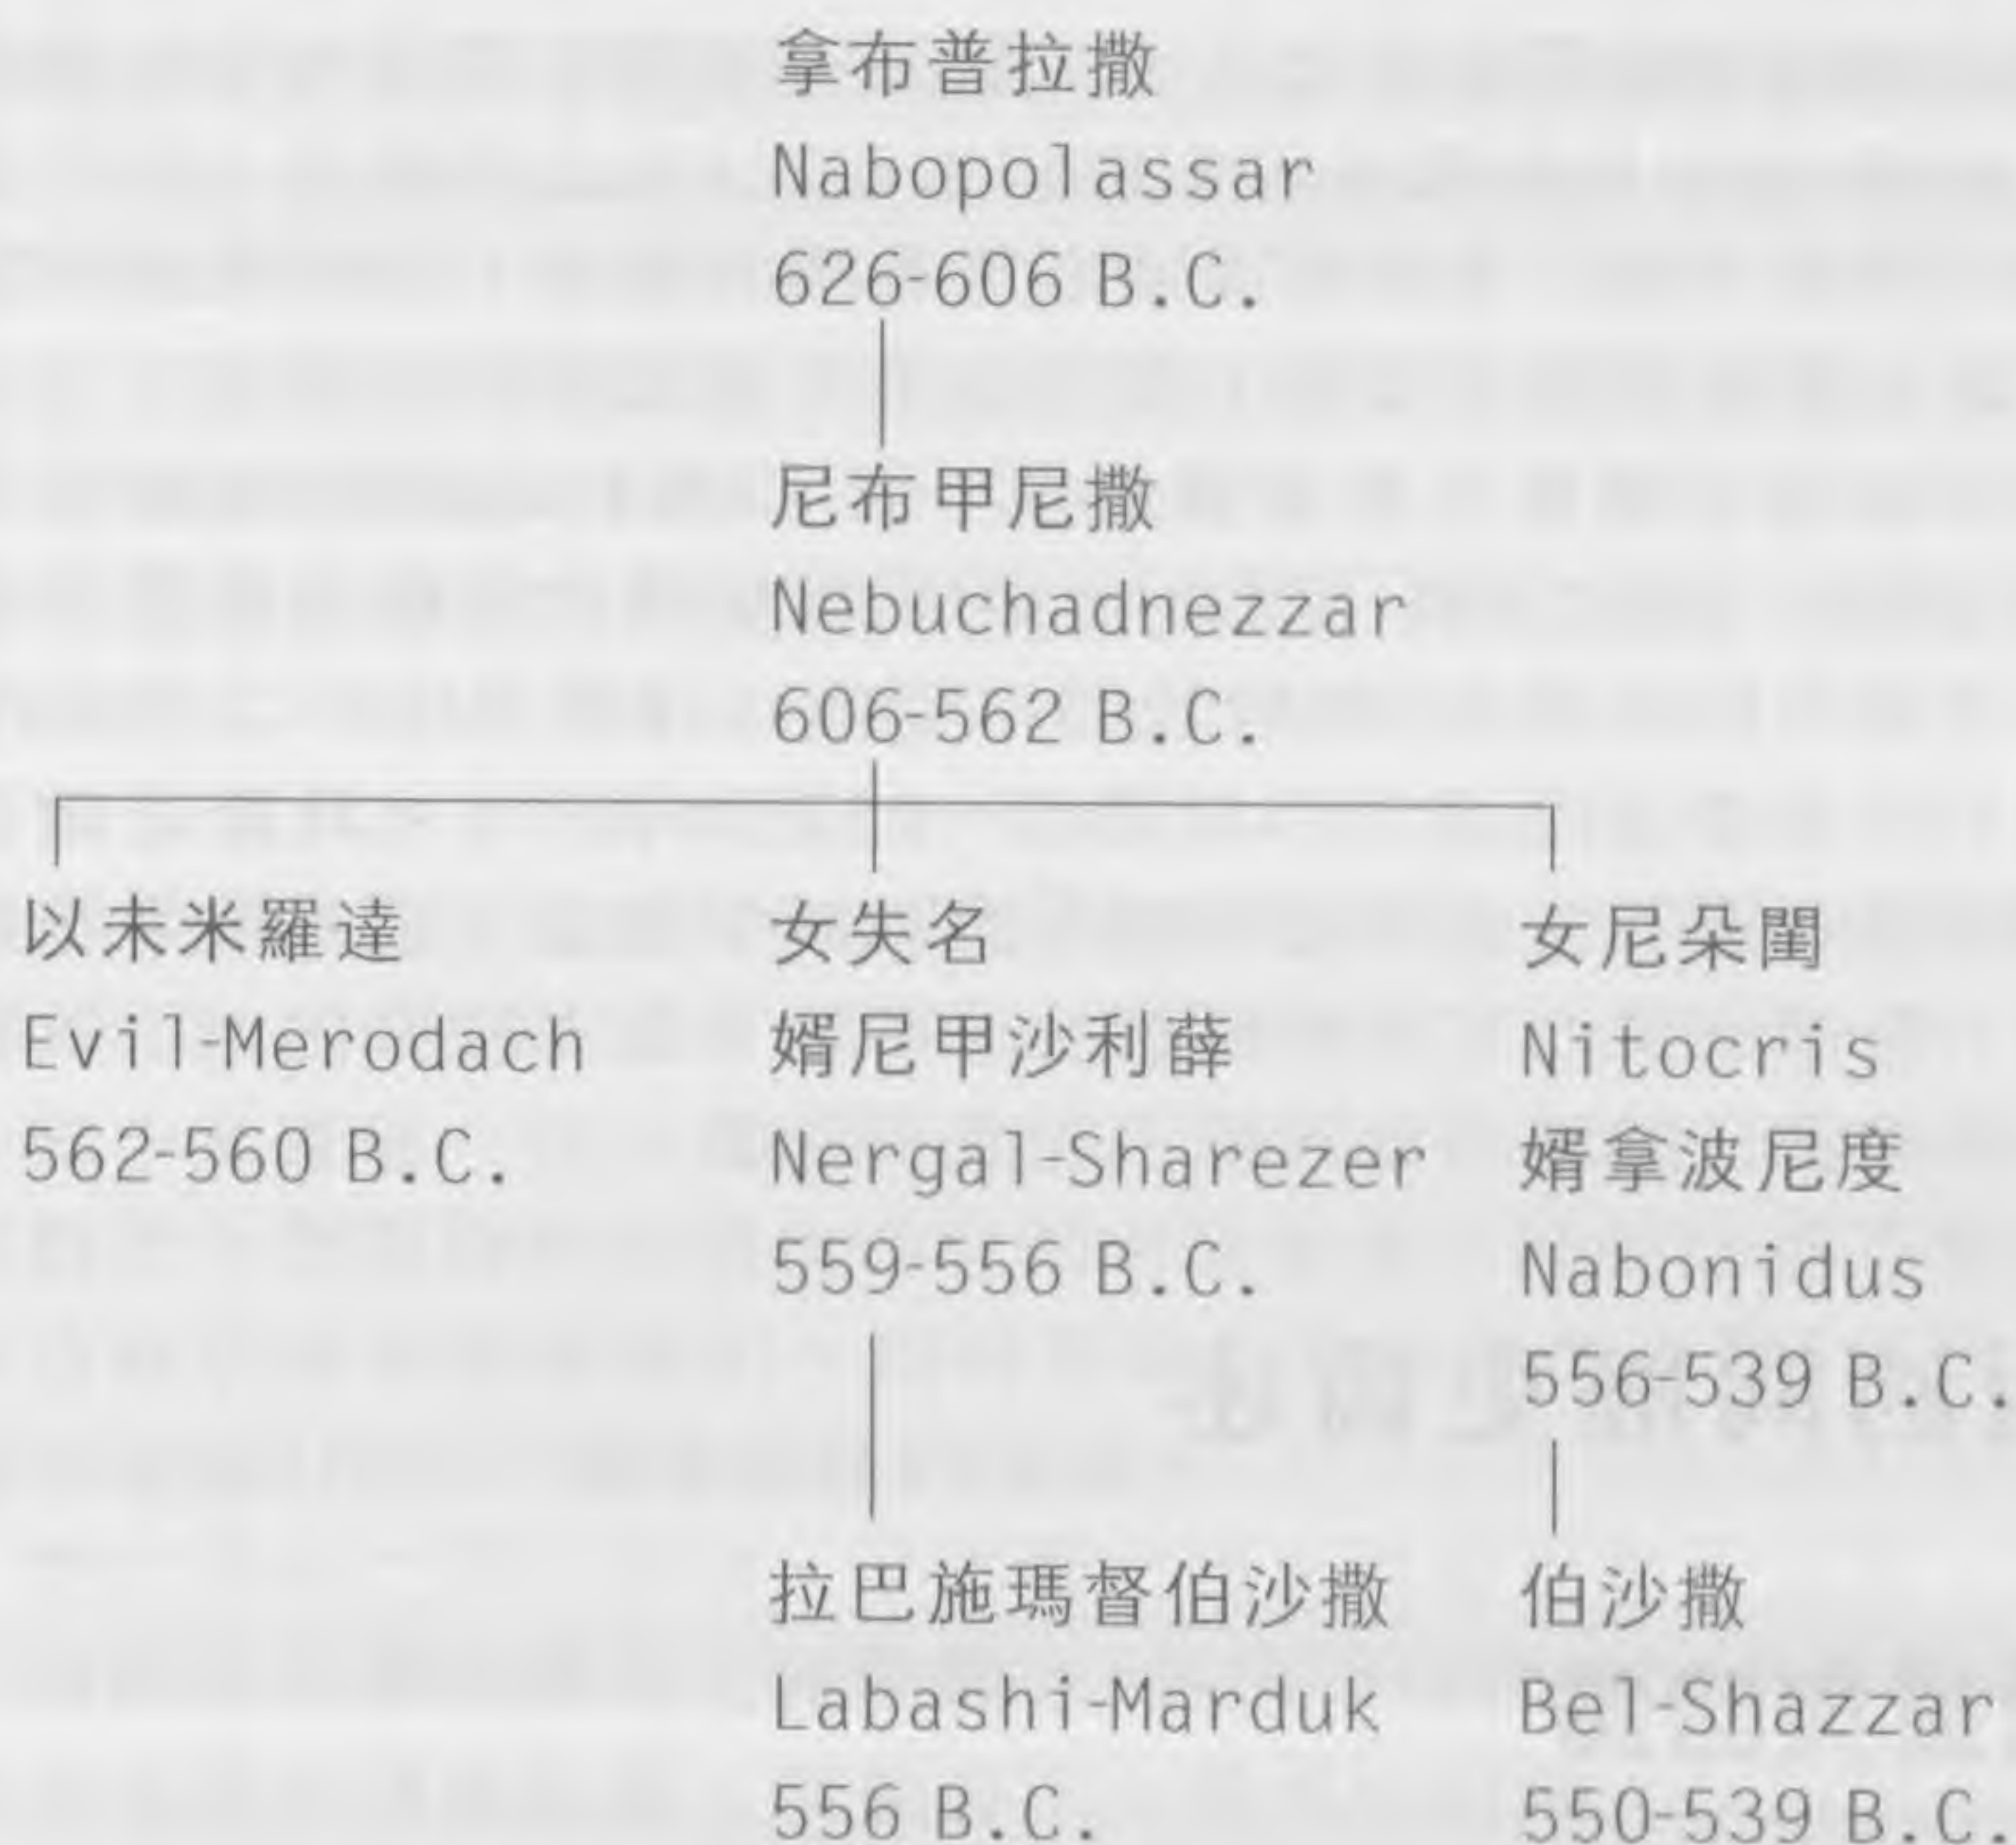 拿布普拉撒
Nabopolassar
626-606 B.C.
尼布甲尼撒
Nebuchadnezzar
606-562 B.C.
以未米羅達
Evil-Merodach
562-560 B.C.
女失名
婿尼甲沙利薛
Nergal-Sharezer
559-556 B.C.
女尼朵閨
Nitocris
婿拿波尼度
Nabonidus
556-539 B.C.
拉巴施瑪督伯沙撒
Labashi-Marduk
556 B.C.
伯沙撒
Bel-Shazzar
550-539 B.C.